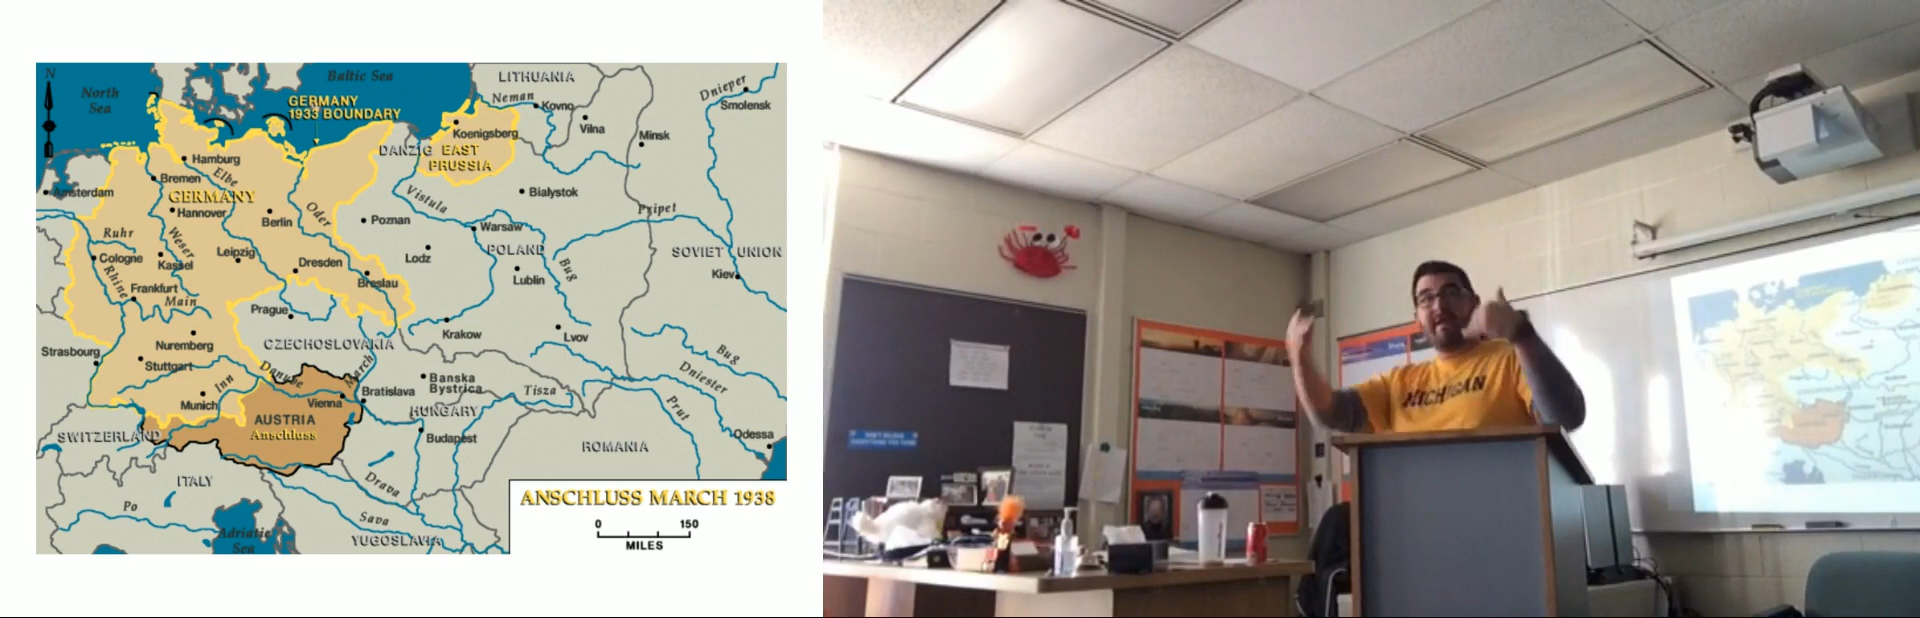 N
North
Sea
Baltic Sea
LITHUANIA
Dnieper
Smolensk
GERMANY
1933 BOUNDARY
Neman
Kovno
Vilna
Minsk
Koenigsberg
DANZIG
EAST
PRUSSIA
Hamburg
Bremen
Elbe
Amsterdam
GERMANY
Hannover
Berlin
Oder
Poznan
Vistula
Bialystok
Pripet
Warsaw
POLAND
SOVIET UNION
Ruhr
Weser
Cologne
Kassel
Leipzig
Dresden
Lodz
Bug
Lublin
Kiev
Rhine
Frankfurt
Main
Breslau
Prague
Krakow
Lvov
Nuremberg
CZECHOSLOVAKIA
Strasbourg
Stuttgart
Danube
March
Bug
Dniester
Inn
Munich
Vienna
Bratislava
Banska
Bystrica
Tisza
Prut
AUSTRIA
Anschluss
HUNGARY
Budapest
SWITZERLAND
ROMANIA
Odessa
ITALY
Drava
Po
Sava
Adriatic
Sea
YUGOSLAVIA
ANSCHLUSS MARCH 1938
0 150
MILES
MICHIGAN